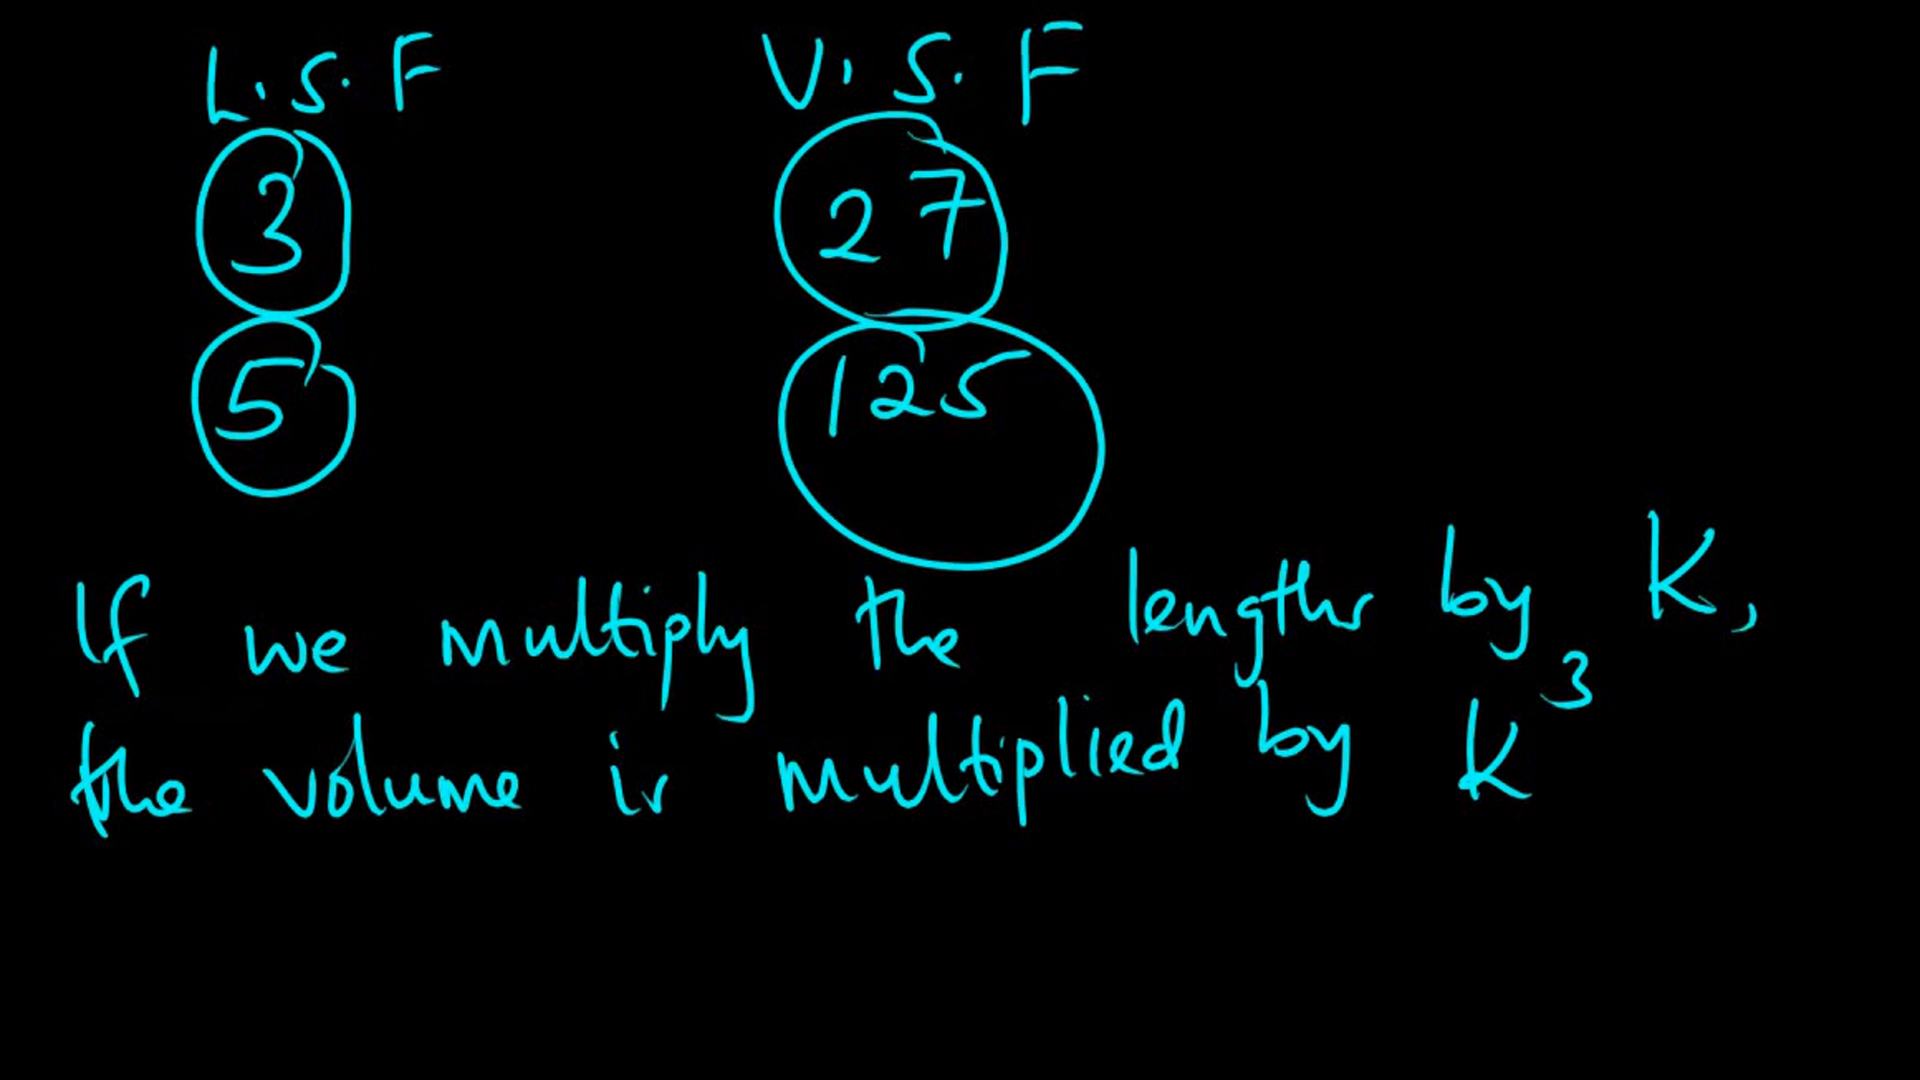 L.S.F V.S.F
3 27
5 125
If we multiply the lengths by K,
the volume is multiplied by K³